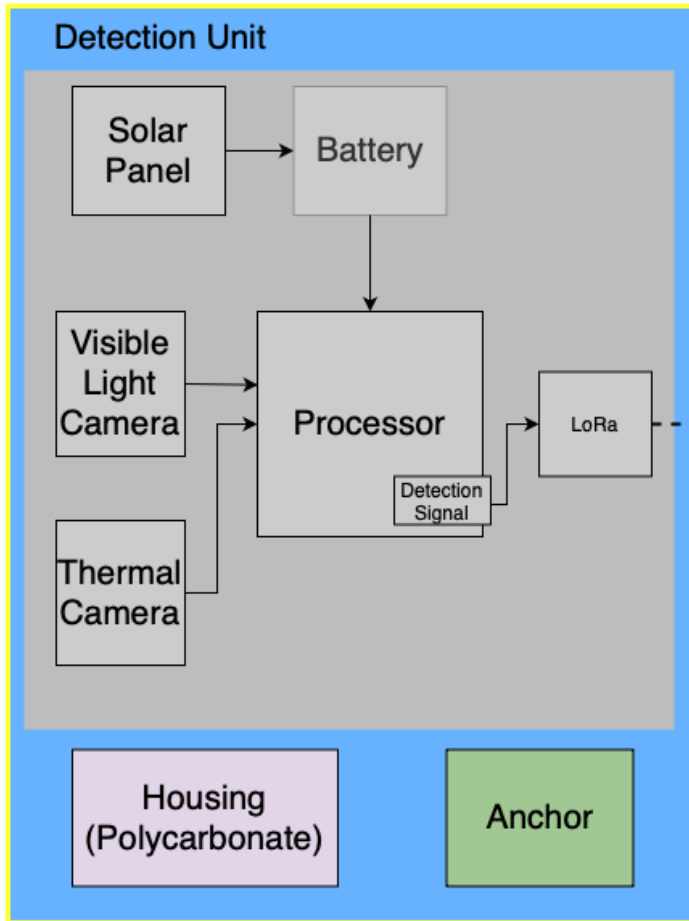 Detection Unit
Solar
Panel
Battery
Visible
Light
Camera
Processor
LoRa
Detection
Signal
Thermal
Camera
Housing
(Polycarbonate)
Anchor